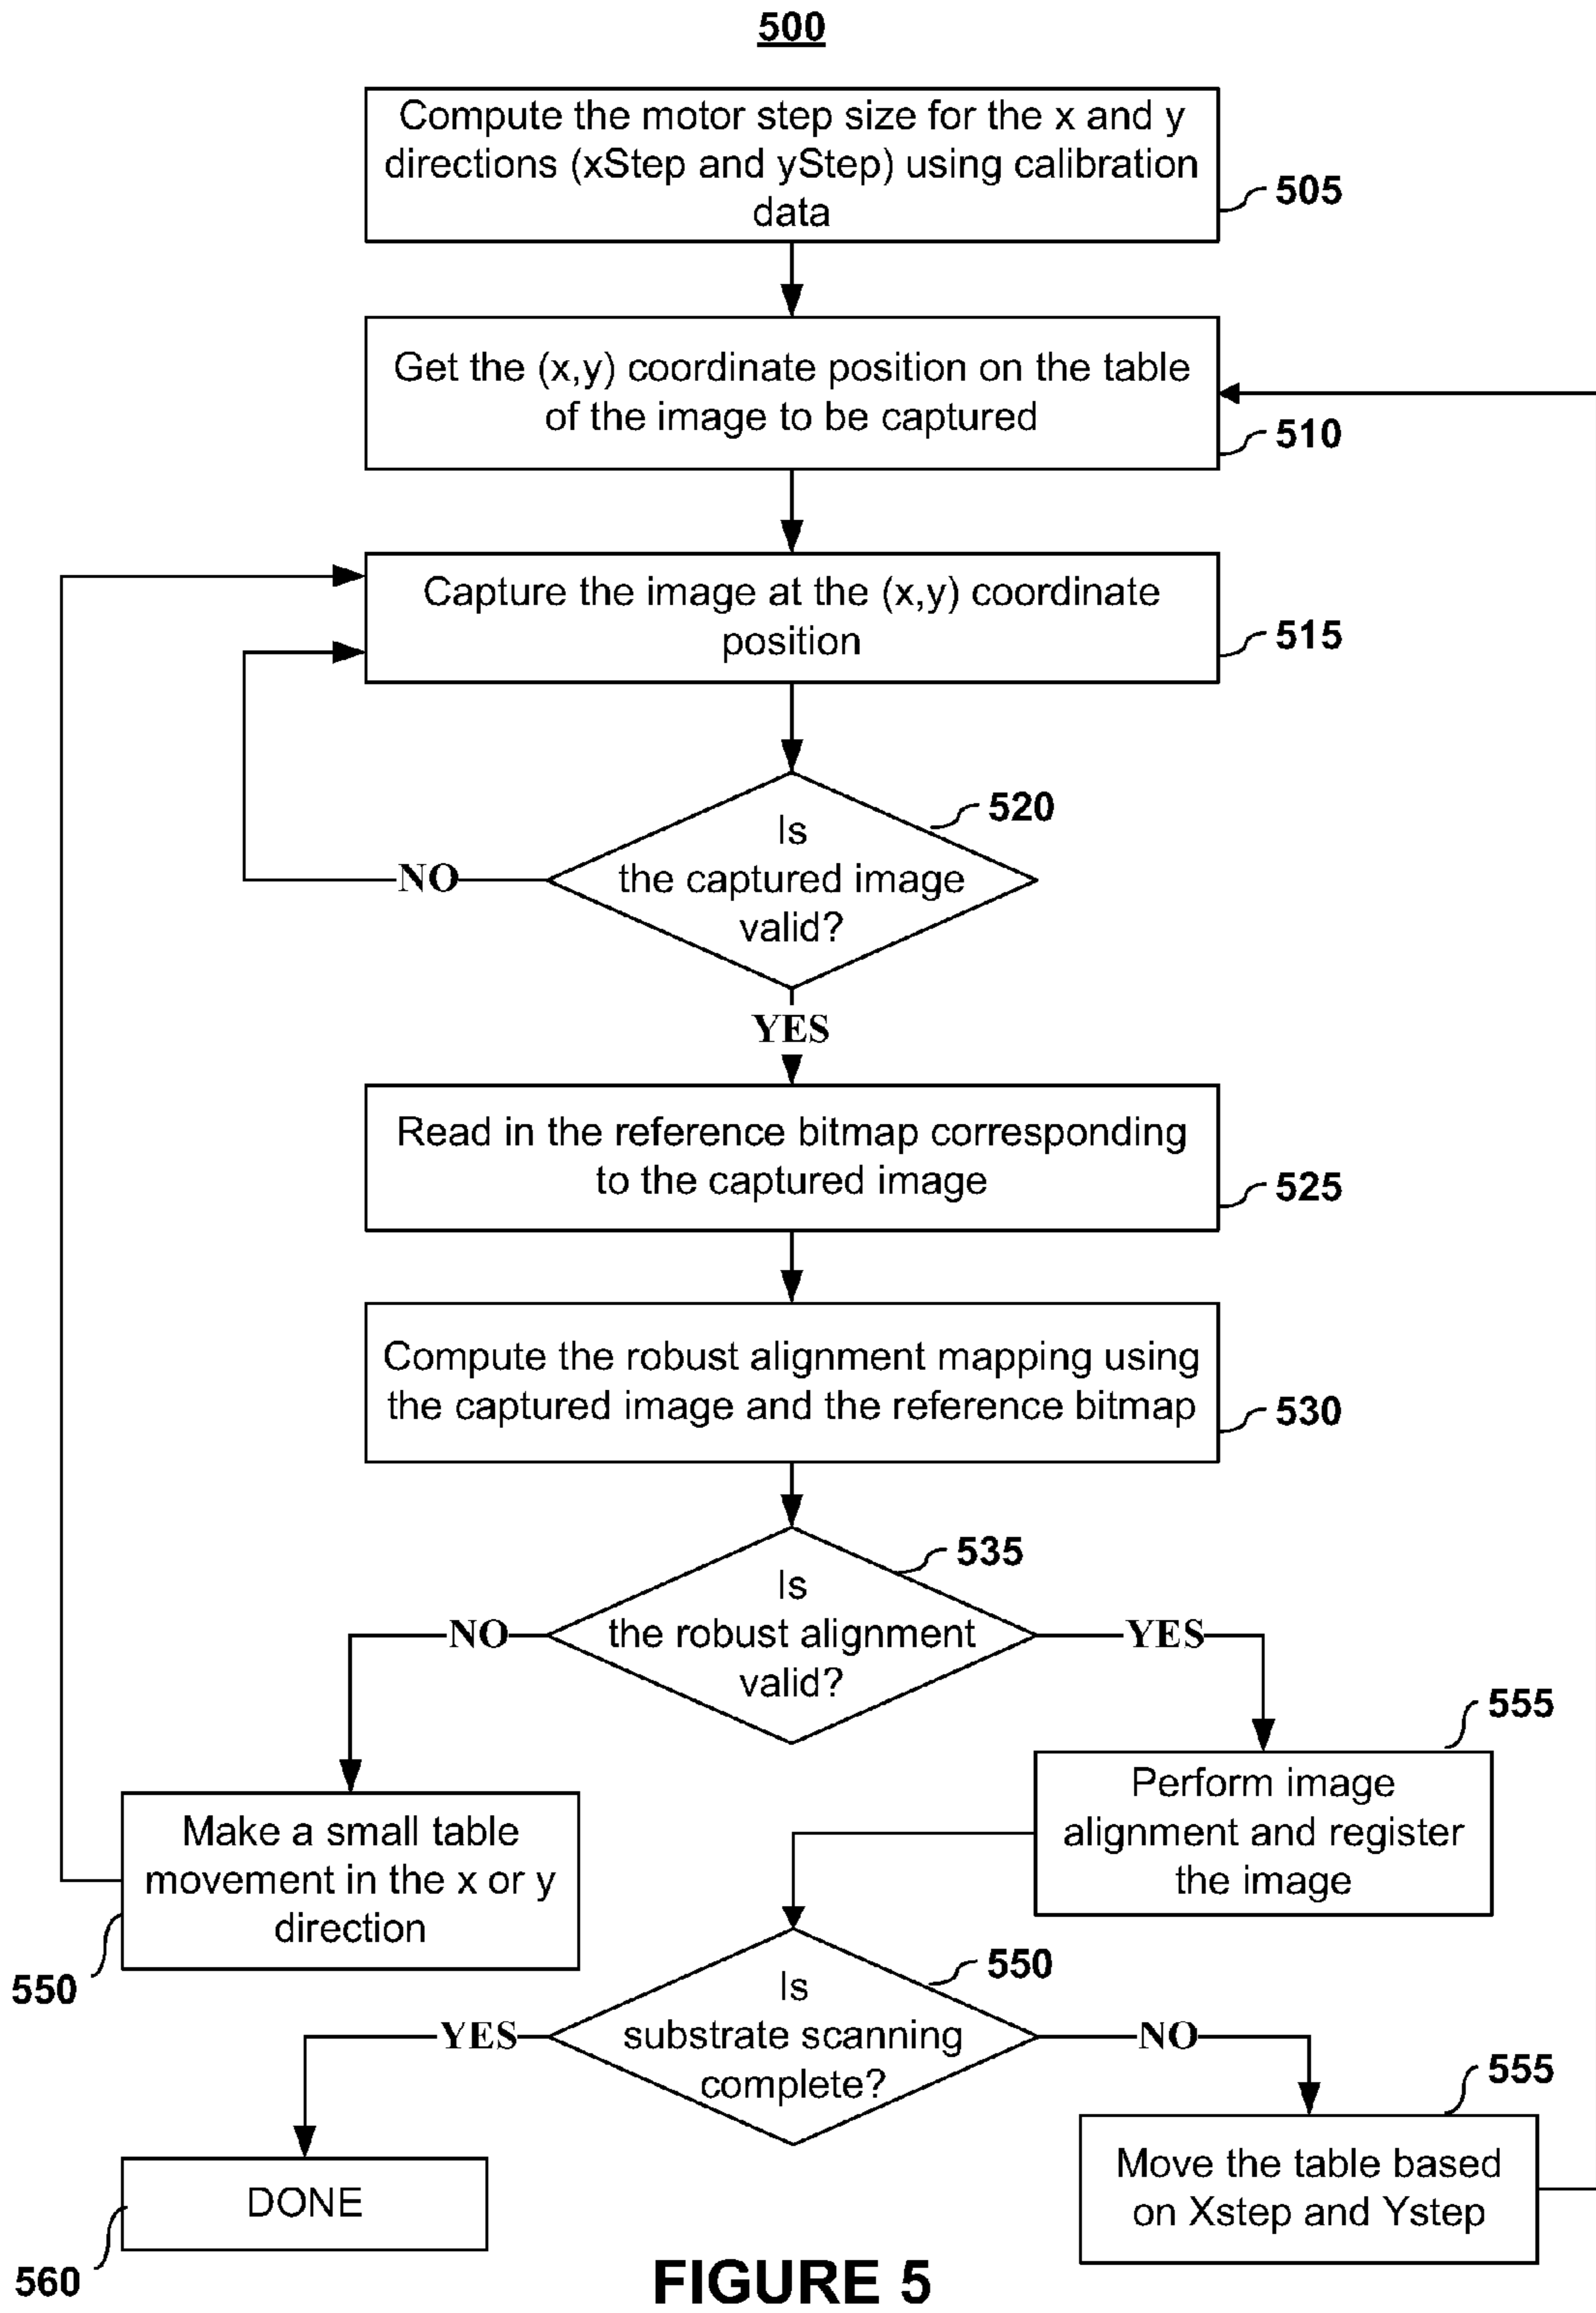 500
Compute the motor step size for the x and y
directions (xStep and yStep) using calibration
data
505
Get the (x,y) coordinate position on the table
of the image to be captured
510
Capture the image at the (x,y) coordinate
position
515
520
Is
the captured image
valid?
NO
YES
Read in the reference bitmap corresponding
to the captured image
525
Compute the robust alignment mapping using
the captured image and the reference bitmap
530
535
Is
the robust alignment
valid?
NO
YES
555
Perform image
alignment and register
the image
Make a small table
movement in the x or y
direction
550
550
Is
substrate scanning
complete?
YES
NO
555
Move the table based
on Xstep and Ystep
DONE
560
FIGURE 5